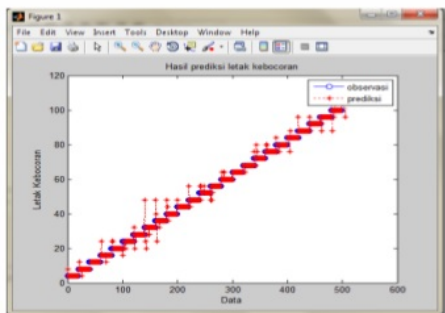 Figure 1
File Edit View Insert Tools Desktop Window Help
Hasil prediksi letak kebocoran
observasi
prediksi
Letak Kebocoran
120
100
80
60
40
20
0
0 100 200 300 400 500 600
Data